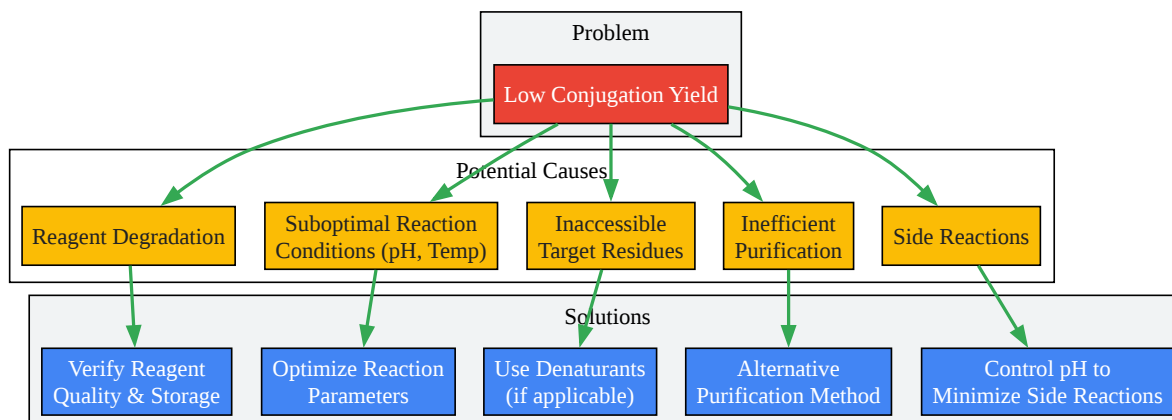 Problem
Low Conjugation Yield
Potential Causes
Reagent Degradation
Suboptimal Reaction
Conditions (pH, Temp)
Inaccessible
Target Residues
Inefficient
Purification
Side Reactions
Solutions
Verify Reagent
Quality & Storage
Optimize Reaction
Parameters
Use Denaturants
(if applicable)
Alternative
Purification Method
Control pH to
Minimize Side Reactions